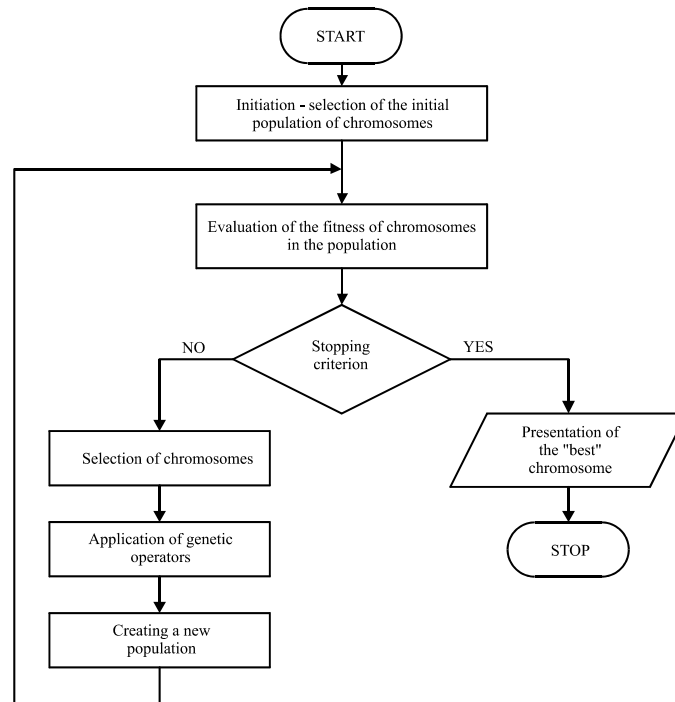 START
Initiation - selection of the initial
population of chromosomes
Evaluation of the fitness of chromosomes
in the population
Stopping
criterion
NO
YES
Selection of chromosomes
Application of genetic
operators
Creating a new
population
Presentation of
the "best"
chromosome
STOP